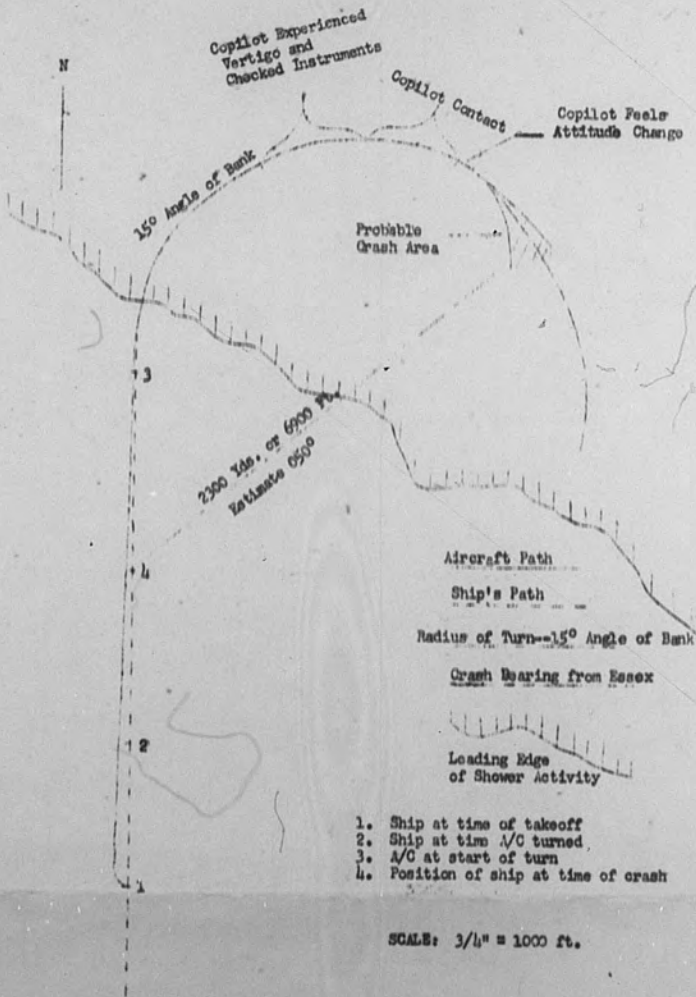 N
Copilot Experienced
Vertigo and
Checked Instruments
Copilot Contact
Copilot Feels
Attitude Change
15° Angle of Bank
Probable
Crash Area
3
2300 Yds. or 6900 Ft.
Estimate 050°
4
Aircraft Path
Ship's Path
Radius of Turn--15° Angle of Bank
Crash Bearing from Essex
2
Leading Edge
of Shower Activity
1. Ship at time of takeoff
2. Ship at time A/C turned
3. A/C at start of turn
4. Position of ship at time of crash
1
SCALE: 3/4" = 1000 ft.